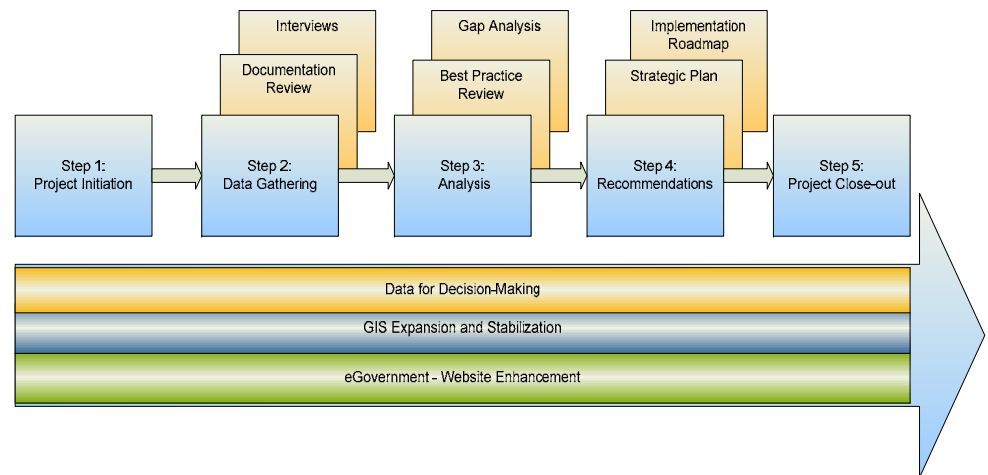 Interviews
Documentation
Review
Gap Analysis
Best Practice
Review
Implementation
Roadmap
Strategic Plan
Step 1:
Project Initiation
Step 2:
Data Gathering
Step 3:
Analysis
Step 4:
Recommendations
Step 5:
Project Close-out
Data for Decision-Making
GIS Expansion and Stabilization
eGovernment - Website Enhancement